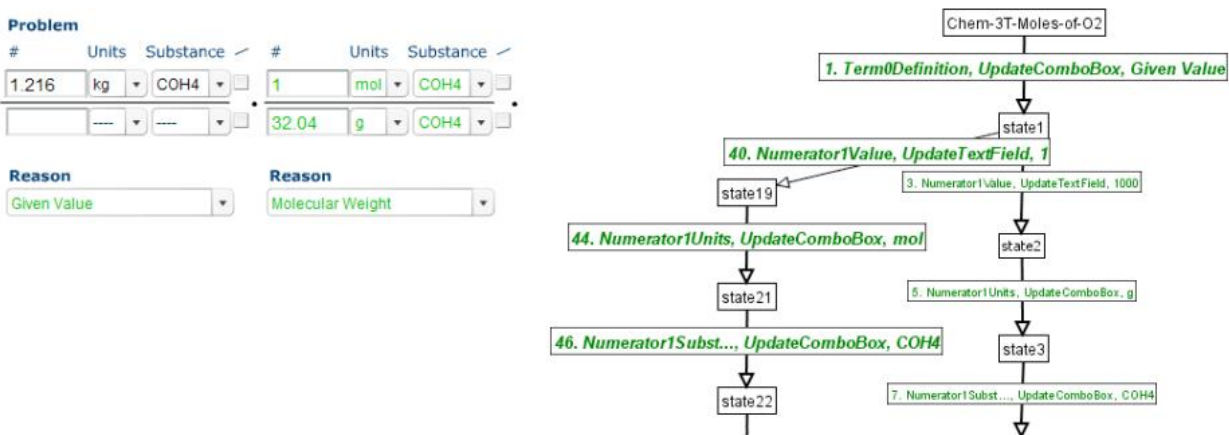 Problem
# Units Substance # Units Substance
1.216 kg COH4 1 mol COH4
---- ---- 32.04 g COH4
Reason Reason
Given Value Molecular Weight
Chem-3T-Moles-of-O2
1. Term0Definition, UpdateComboBox, Given Value
state1
40. Numerator1Value, UpdateTextField, 1
3. Numerator1Value, UpdateTextField, 1000
state19
44. Numerator1Units, UpdateComboBox, mol
state2
state21
5. Numerator1Units, UpdateComboBox, g
46. Numerator1Subst..., UpdateComboBox, COH4
state3
state22
7. Numerator1Subst..., UpdateComboBox, COH4